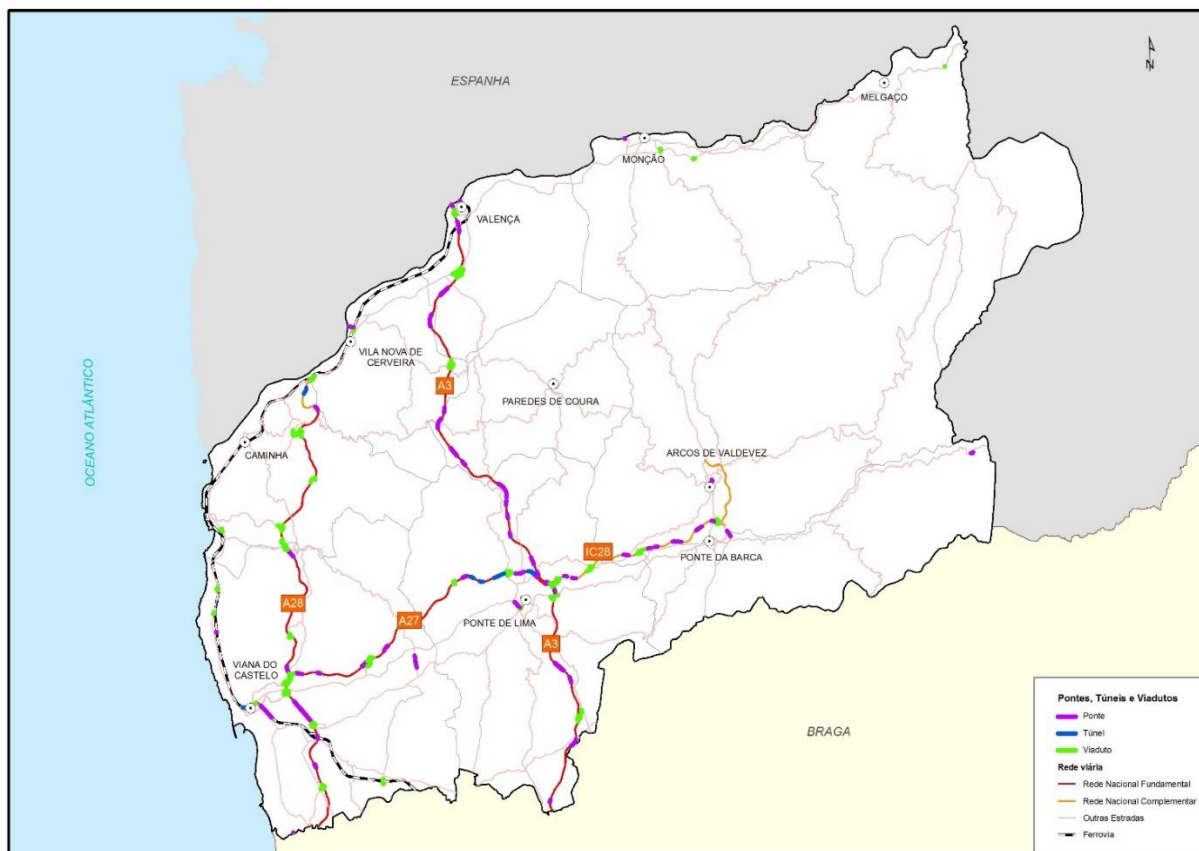 ESPANHA
N
MELGAÇO
MONÇÃO
VALENÇA
VILA NOVA DE
CERVEIRA
A3
PAREDES DE COURA
OCEANO ATLÂNTICO
CAMINHA
ARCOS DE VALDEVEZ
IC28
PONTE DA BARCA
A28
A27
PONTE DE LIMA
A3
VIANA DO
CASTELO
BRAGA
Pontes, Túneis e Viadutos
Ponte
Túnel
Viaduto
Rede viária
Rede Nacional Fundamental
Rede Nacional Complementar
Outras Estradas
Ferrovia